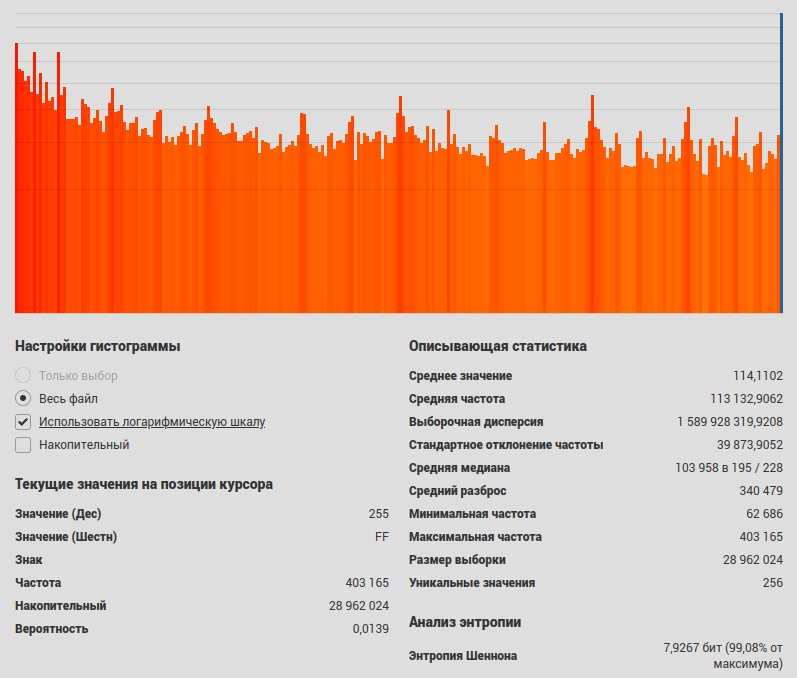 Настройки гистограммы
Только выбор
Весь файл
Использовать логарифмическую шкалу
Накопительный
Текущие значения на позиции курсора
Значение (Дес) 255
Значение (Шестн) FF
Знак
Частота 403 165
Накопительный 28 962 024
Вероятность 0,0139
Описывающая статистика
Среднее значение 114,1102
Средняя частота 113 132,9062
Выборочная дисперсия 1 589 928 319,9208
Стандартное отклонение частоты 39 873,9052
Средняя медиана 103 958 в 195 / 228
Средний разброс 340 479
Минимальная частота 62 686
Максимальная частота 403 165
Размер выборки 28 962 024
Уникальные значения 256
Анализ энтропии
Энтропия Шеннона 7,9267 бит (99,08% от
максимума)